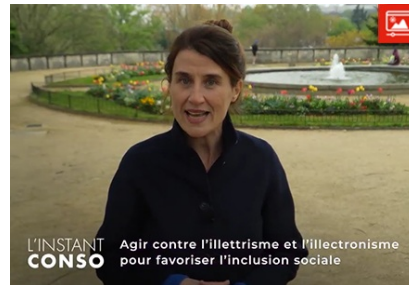 L'INSTANT
CONSO
Agir contre l'illettrisme et l'illectronisme
pour favoriser l'inclusion sociale